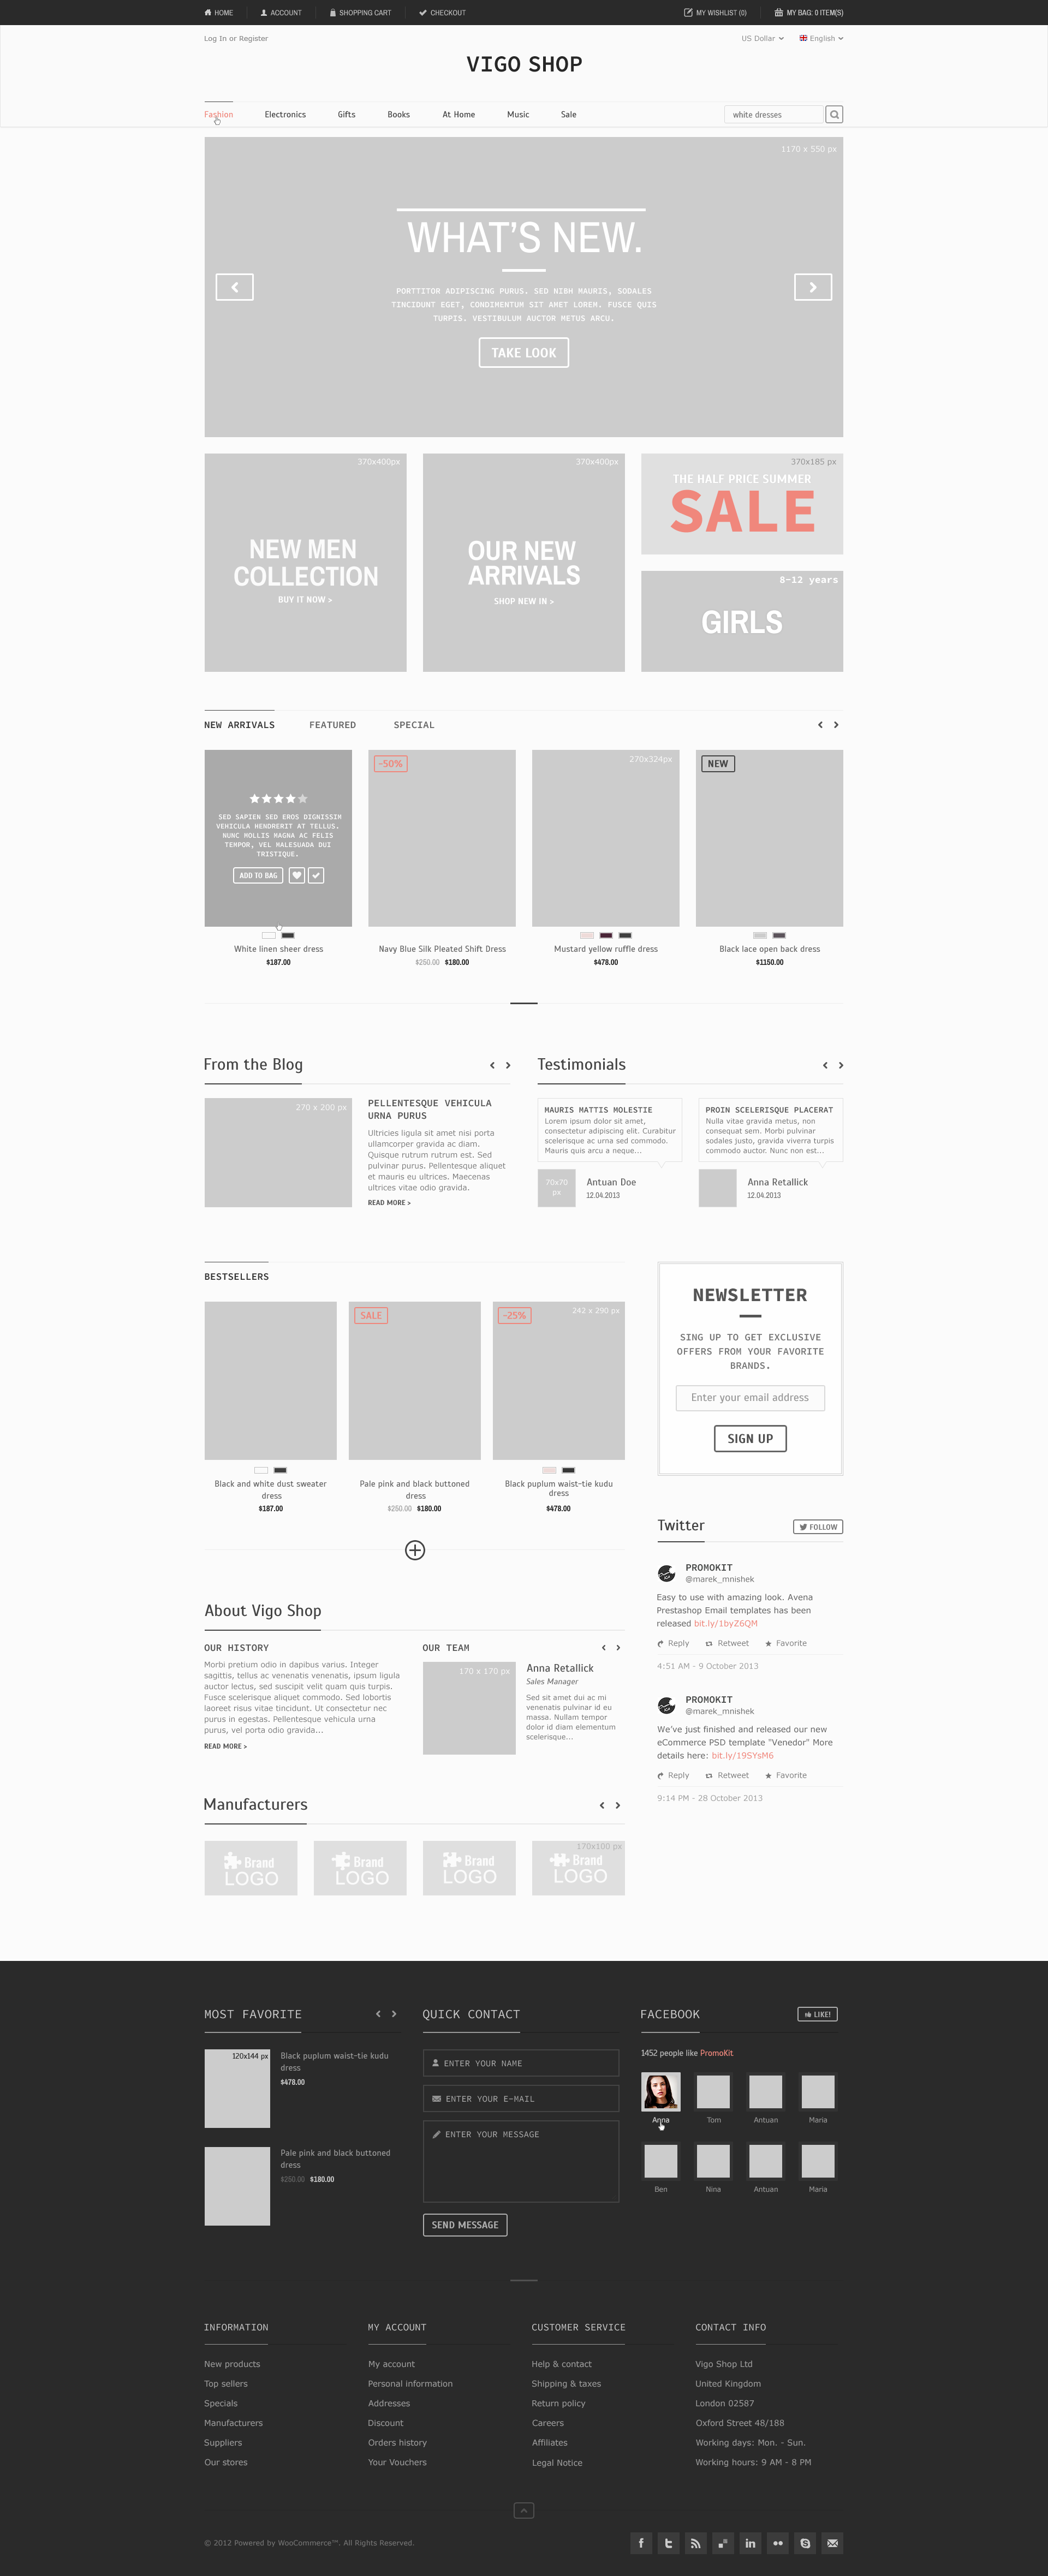 HOME ACCOUNT SHOPPING CART CHECKOUT MY WISHLIST (0) MY BAG: 0 ITEM(S)
Log In or Register US Dollar English
VIGO SHOP
Fashion Electronics Gifts Books At Home Music Sale white dresses
1170 x 550 px
WHAT'S NEW.
PORTTITOR ADIPISCING PURUS. SED NIBH MAURIS, SODALES
TINCIDUNT EGET, CONDIMENTUM SIT AMET LOREM. FUSCE QUIS
TURPIS. VESTIBULUM AUCTOR METUS ARCU.
TAKE LOOK
370x400px
NEW MEN
COLLECTION
BUY IT NOW >
370x400px
OUR NEW
ARRIVALS
SHOP NEW IN >
370x185 px
THE HALF PRICE SUMMER
SALE
8-12 years
GIRLS
NEW ARRIVALS FEATURED SPECIAL
SED SAPIEN SED EROS DIGNISSIM
VEHICULA HENDRERIT AT TELLUS.
NUNC MOLLIS MAGNA AC FELIS
TEMPOR, VEL MALESUADA DUI
TRISTIQUE.
ADD TO BAG
White linen sheer dress
$187.00
-50%
Navy Blue Silk Pleated Shift Dress
$250.00 $180.00
270x324px
Mustard yellow ruffle dress
$478.00
NEW
Black lace open back dress
$1150.00
From the Blog
270 x 200 px
PELLENTESQUE VEHICULA
URNA PURUS
Ultricies ligula sit amet nisi porta
ullamcorper gravida ac diam.
Quisque rutrum rutrum est. Sed
pulvinar purus. Pellentesque aliquet
et mauris eu ultrices. Maecenas
ultrices vitae odio gravida.
READ MORE >
Testimonials
MAURIS MATTIS MOLESTIE
Lorem ipsum dolor sit amet,
consectetur adipiscing elit. Curabitur
scelerisque ac urna sed commodo.
Mauris quis arcu a neque...
70x70
px
Antuan Doe
12.04.2013
PROIN SCELERISQUE PLACERAT
Nulla vitae gravida metus, non
consequat sem. Morbi pulvinar
sodales justo, gravida viverra turpis
commodo auctor. Nunc non est...
Anna Retallick
12.04.2013
BESTSELLERS
Black and white dust sweater
dress
$187.00
SALE
Pale pink and black buttoned
dress
$250.00 $180.00
-25%
242 x 290 px
Black puplum waist-tie kudu
dress
$478.00
NEWSLETTER
SING UP TO GET EXCLUSIVE
OFFERS FROM YOUR FAVORITE
BRANDS.
Enter your email address
SIGN UP
Twitter FOLLOW
PROMOKIT
@marek_mnishek
Easy to use with amazing look. Avena
Prestashop Email templates has been
released bit.ly/1byZ6QM
Reply Retweet Favorite
4:51 AM - 9 October 2013
PROMOKIT
@marek_mnishek
We've just finished and released our new
eCommerce PSD template "Venedor" More
details here: bit.ly/19SYsM6
Reply Retweet Favorite
9:14 PM - 28 October 2013
About Vigo Shop
OUR HISTORY
Morbi pretium odio in dapibus varius. Integer
sagittis, tellus ac venenatis venenatis, ipsum ligula
auctor lectus, sed suscipit velit quam quis turpis.
Fusce scelerisque aliquet commodo. Sed lobortis
laoreet risus vitae tincidunt. Ut consectetur nec
purus in egestas. Pellentesque vehicula urna
purus, vel porta odio gravida...
READ MORE >
OUR TEAM
170 x 170 px
Anna Retallick
Sales Manager
Sed sit amet dui ac mi
venenatis pulvinar id eu
massa. Nullam tempor
dolor id diam elementum
scelerisque...
Manufacturers
Brand
LOGO
Brand
LOGO
Brand
LOGO
170x100 px
Brand
LOGO
MOST FAVORITE
120x144 px
Black puplum waist-tie kudu
dress
$478.00
Pale pink and black buttoned
dress
$250.00 $180.00
QUICK CONTACT
ENTER YOUR NAME
ENTER YOUR E-MAIL
ENTER YOUR MESSAGE
SEND MESSAGE
FACEBOOK LIKE!
1452 people like PromoKit
Anna Tom Antuan Maria
Ben Nina Antuan Maria
INFORMATION
New products
Top sellers
Specials
Manufacturers
Suppliers
Our stores
MY ACCOUNT
My account
Personal information
Addresses
Discount
Orders history
Your Vouchers
CUSTOMER SERVICE
Help & contact
Shipping & taxes
Return policy
Careers
Affiliates
Legal Notice
CONTACT INFO
Vigo Shop Ltd
United Kingdom
London 02587
Oxford Street 48/188
Working days: Mon. - Sun.
Working hours: 9 AM - 8 PM
© 2012 Powered by WooCommerce™. All Rights Reserved.